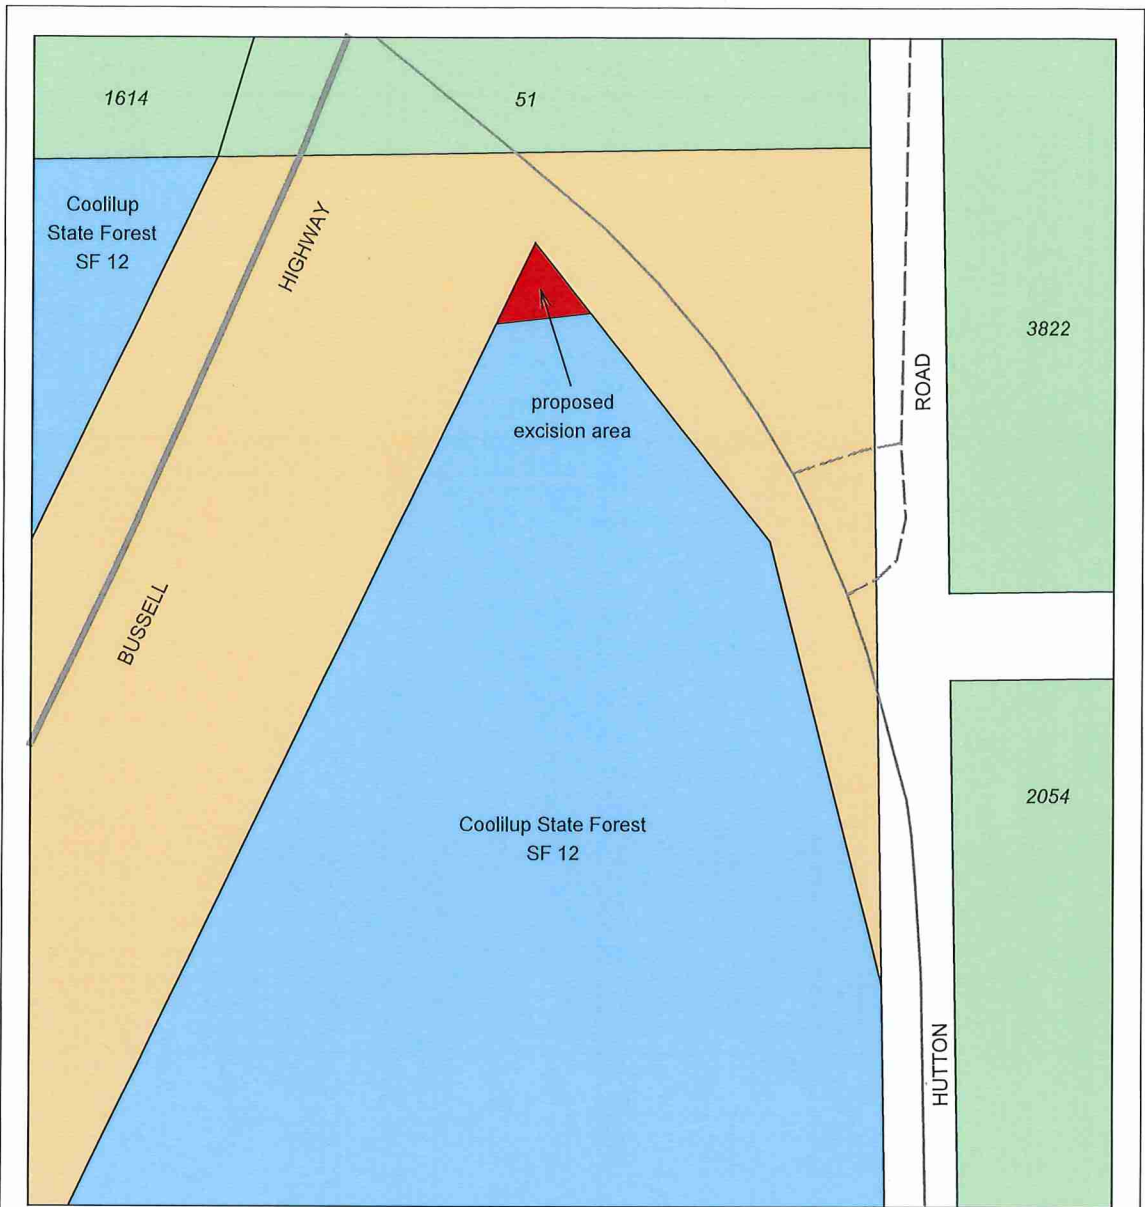 1614
51
Coolilup
State Forest
SF 12
HIGHWAY
3822
ROAD
proposed
excision area
BUSSELL
2054
Coolilup State Forest
SF 12
HUTTON